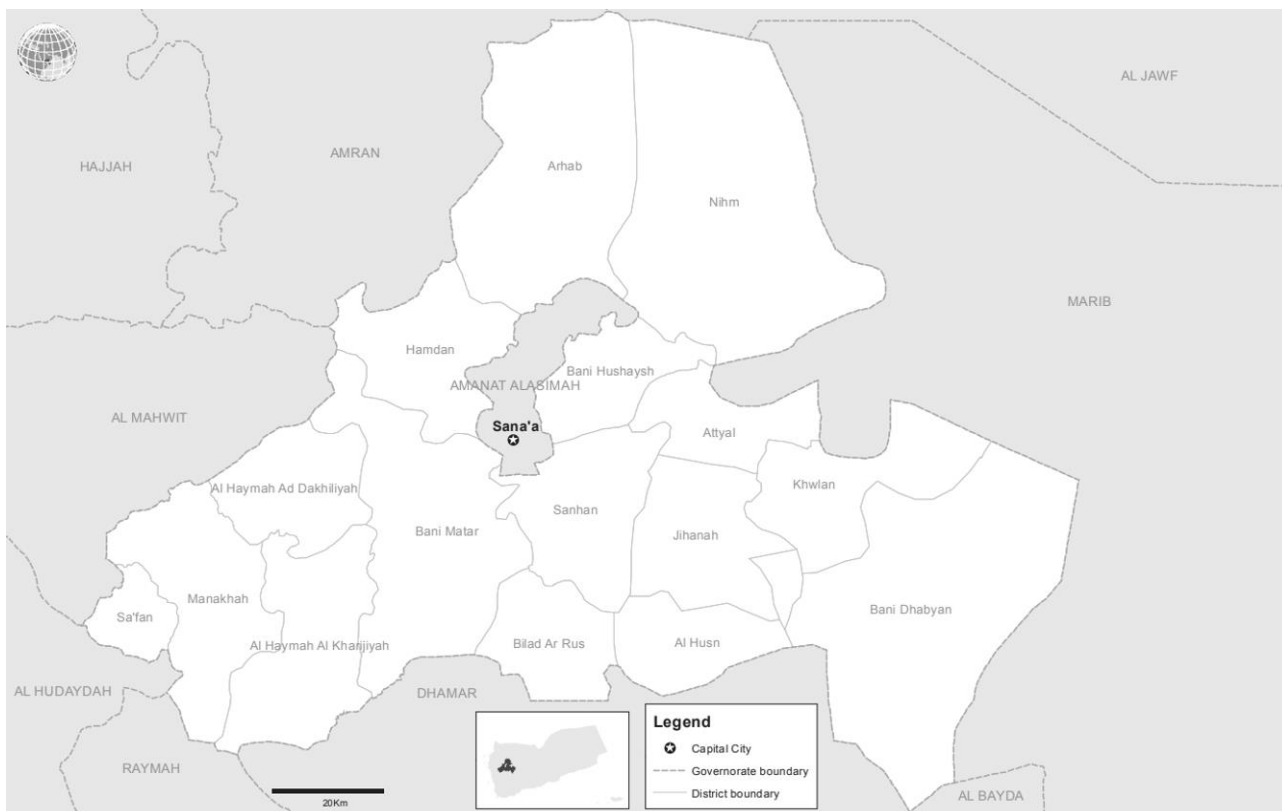 AL JAWF
AMRAN
HAJJAH
Arhab
Nihm
MARIB
Hamdan
Bani Hushaysh
AMANAT ALASIMAH
AL MAHWIT
Sana'a
Attyal
Al Haymah Ad Dakhiliyah
Khwlan
Sanhan
Bani Matar
Jihanah
Manakhah
Bani Dhabyan
Sa'fan
Al Haymah Al Kharijiyah
Bilad Ar Rus
Al Husn
AL HUDAYDAH
DHAMAR
RAYMAH
AL BAYDA
20Km
Legend
Capital City
Governorate boundary
District boundary